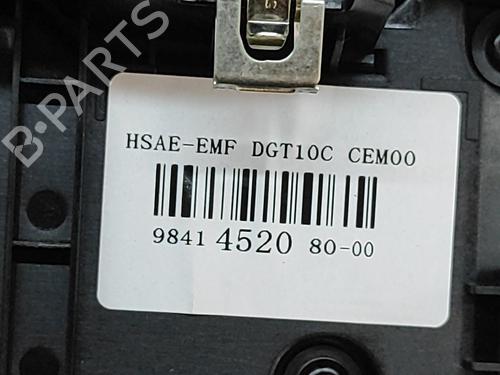 B-PARTS
HSAE-EMF DGT10C CEM00
9841 4520 80-00